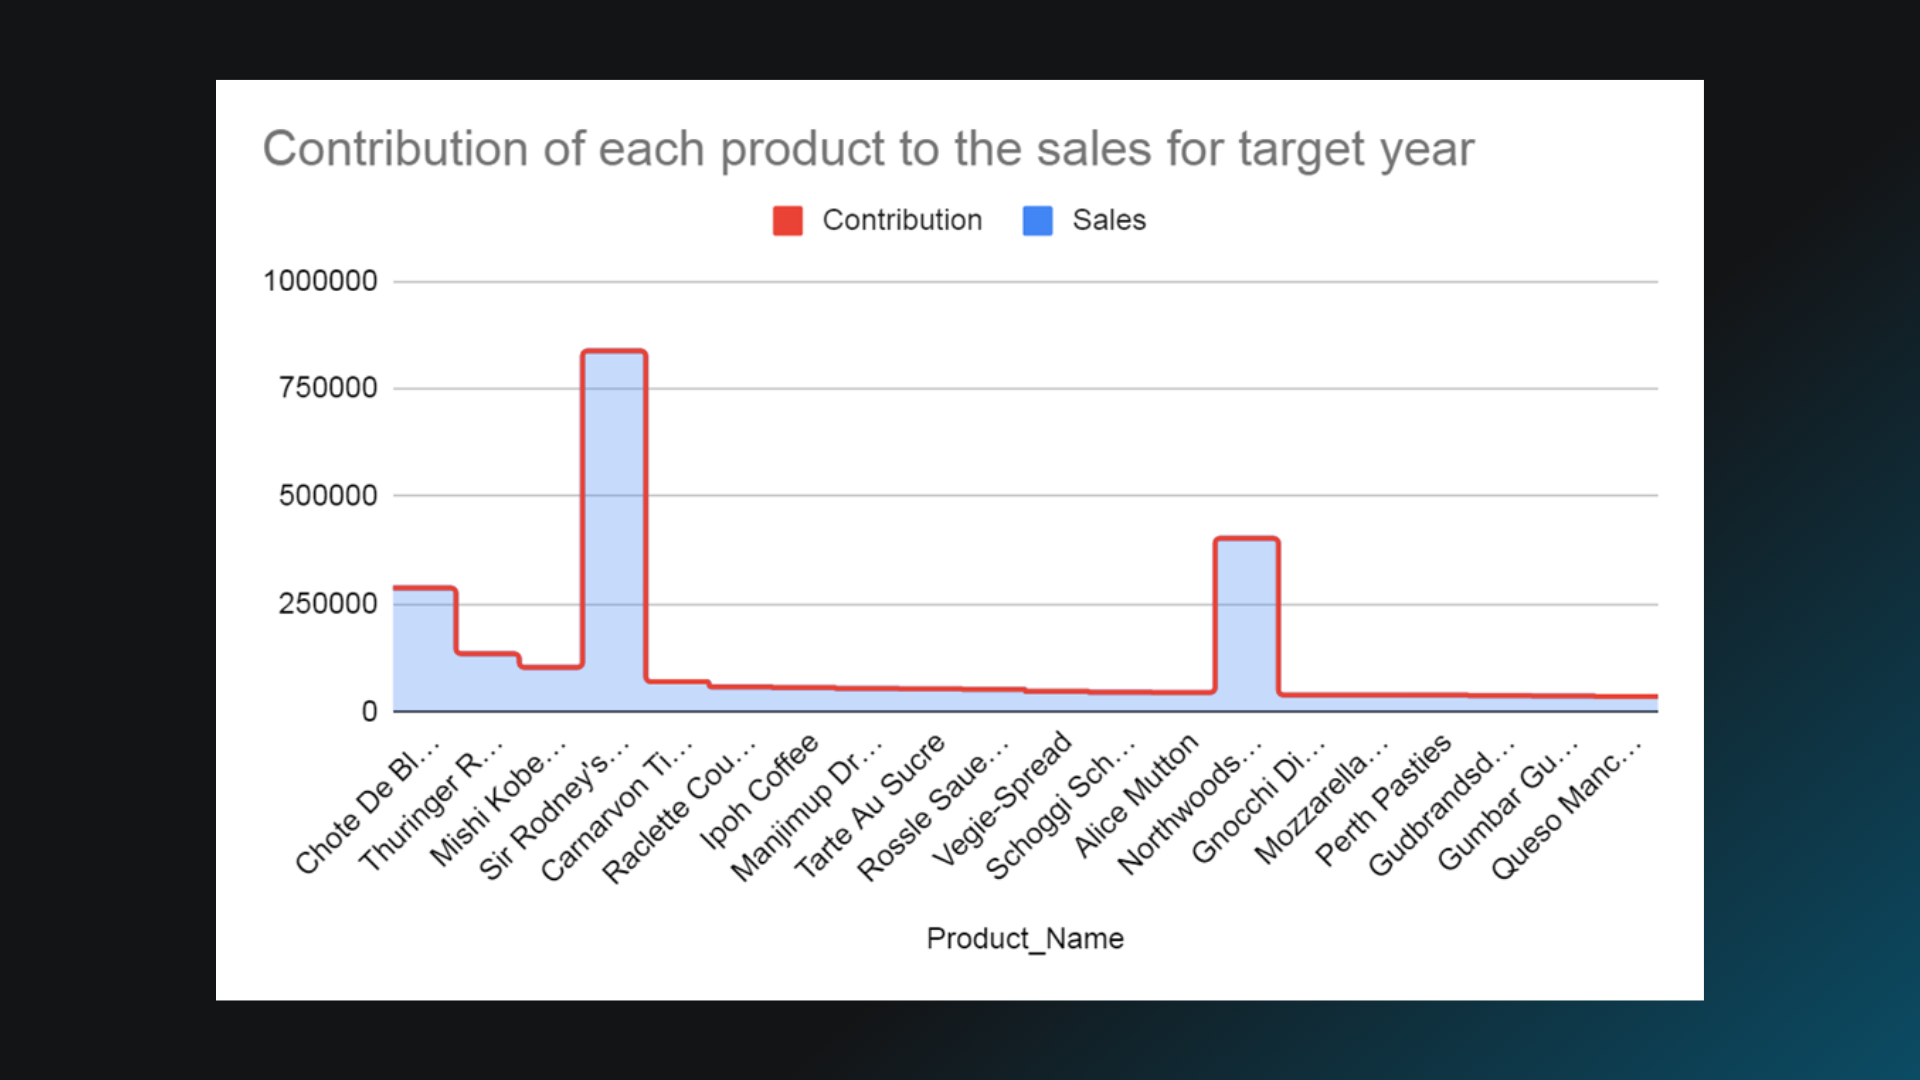 Contribution of each product to the sales for target year
Contribution
Sales
1000000
750000
500000
250000
0
Chote De Bl...
Thuringer R...
Mishi Kobe...
Sir Rodney's...
Carnarvon Ti...
Raclette Cou...
Ipoh Coffee
Manjimup Dr...
Tarte Au Sucre
Rossle Saue...
Vegie-Spread
Schoggi Sch...
Alice Mutton
Northwoods...
Gnocchi Di...
Mozzarella...
Perth Pasties
Gudbrandsd...
Gumbar Gu...
Queso Manc...
Product_Name